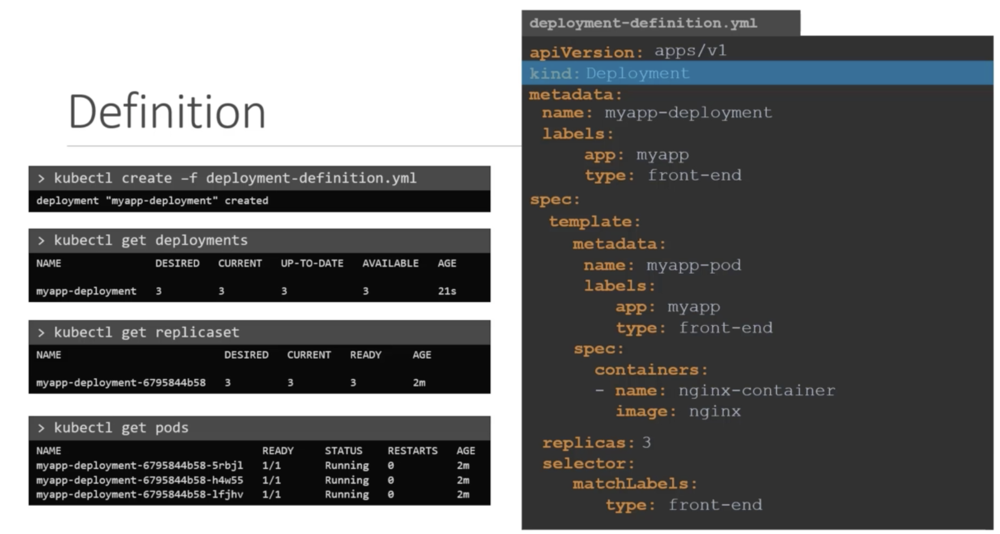 Definition
> kubectl create –f deployment-definition.yml
deployment "myapp-deployment" created
> kubectl get deployments
NAME DESIRED CURRENT UP-TO-DATE AVAILABLE AGE
myapp-deployment 3 3 3 3 21s
> kubectl get replicaset
NAME DESIRED CURRENT READY AGE
myapp-deployment-6795844b58 3 3 3 2m
> kubectl get pods
NAME READY STATUS RESTARTS AGE
myapp-deployment-6795844b58-5rbjl 1/1 Running 0 2m
myapp-deployment-6795844b58-h4w55 1/1 Running 0 2m
myapp-deployment-6795844b58-lfjhv 1/1 Running 0 2m
deployment-definition.yml
apiVersion: apps/v1
kind: Deployment
metadata:
name: myapp-deployment
labels:
app: myapp
type: front-end
spec:
template:
metadata:
name: myapp-pod
labels:
app: myapp
type: front-end
spec:
containers:
- name: nginx-container
image: nginx
replicas: 3
selector:
matchLabels:
type: front-end